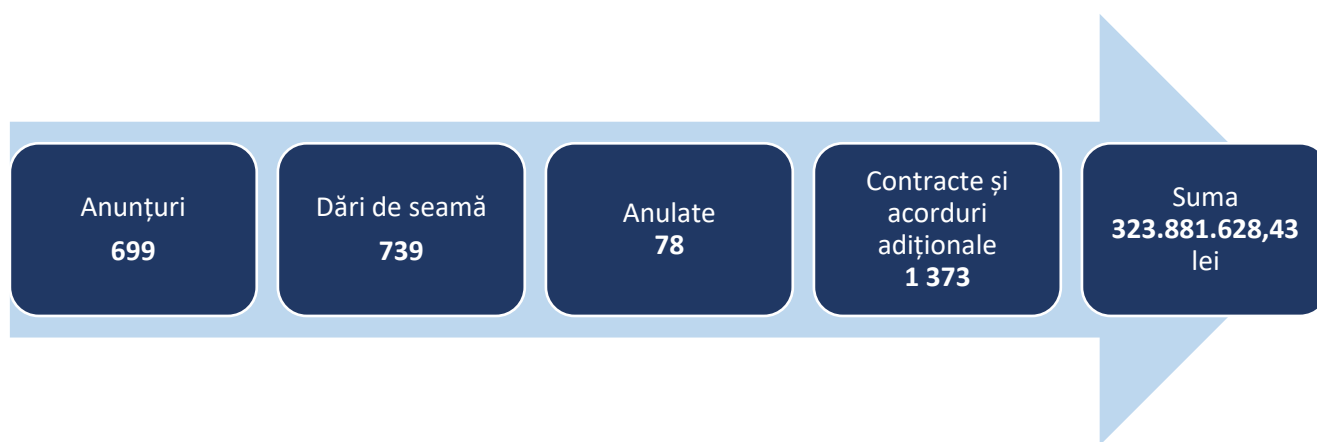 Anunțuri
699
Dări de seamă
739
Anulate
78
Contracte și
acorduri
adiționale
1 373
Suma
323.881.628,43
lei